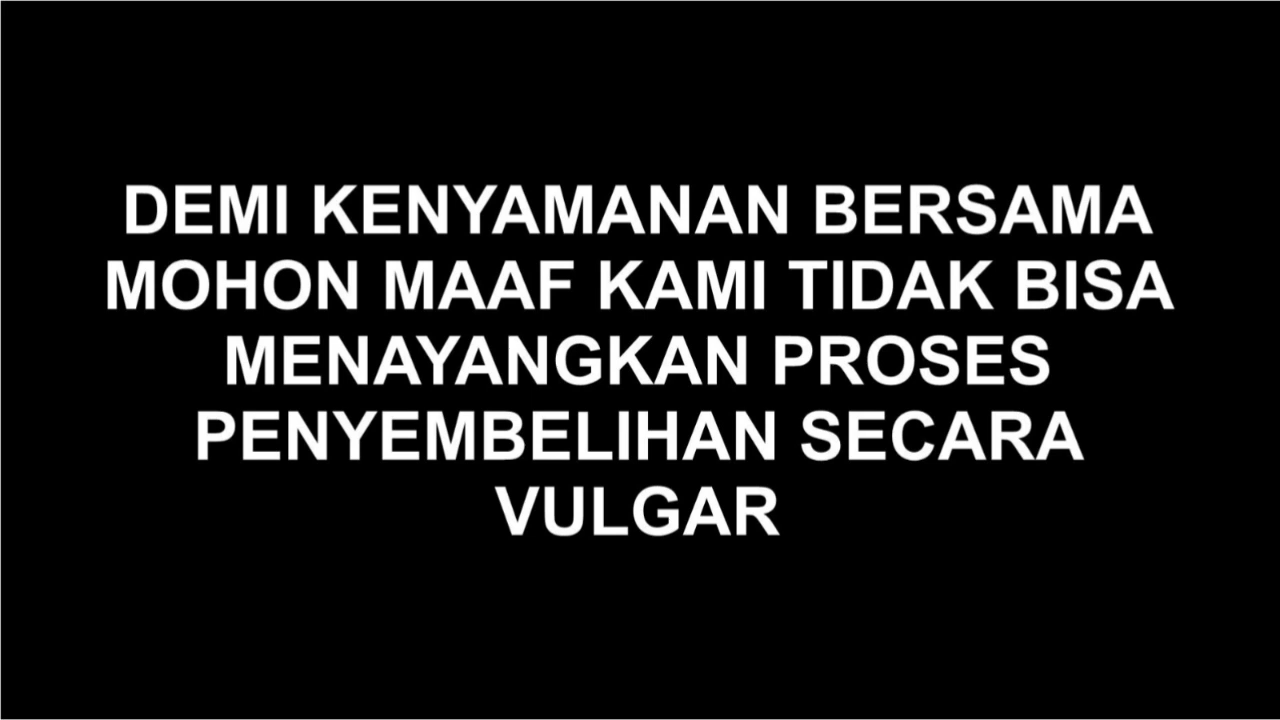 DEMI KENYAMANAN BERSAMA
MOHON MAAF KAMI TIDAK BISA
MENAYANGKAN PROSES
PENYEMBELIHAN SECARA
VULGAR